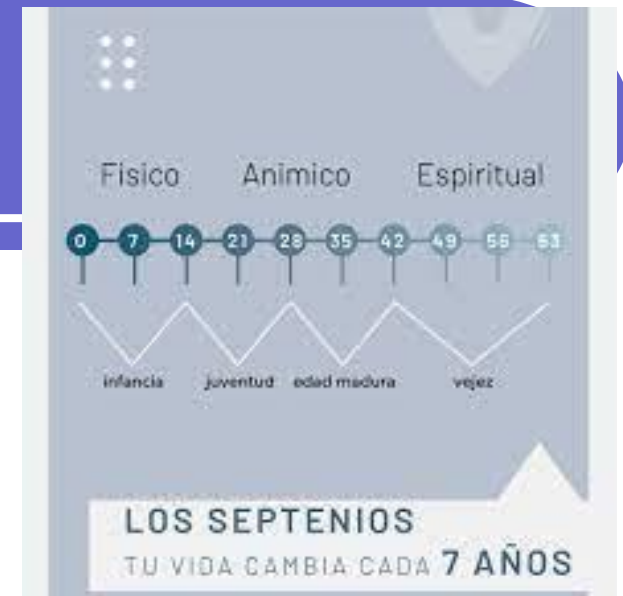 Fisico Animico Espiritual
0 7 14 21 28 35 42 49 56 63
infancia juventud edad madura vejez
LOS SEPTENIOS
TU VIDA CAMBIA CADA 7 AÑOS